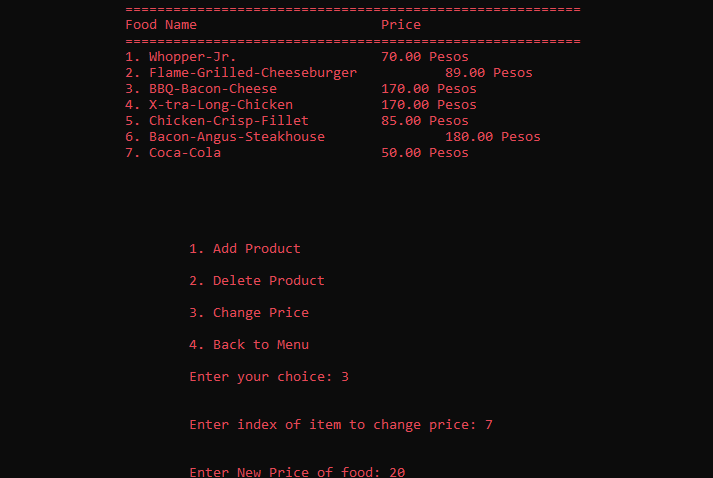 =========================================================
Food Name Price
=========================================================
1. Whopper-Jr. 70.00 Pesos
2. Flame-Grilled-Cheeseburger 89.00 Pesos
3. BBQ-Bacon-Cheese 170.00 Pesos
4. X-tra-Long-Chicken 170.00 Pesos
5. Chicken-Crisp-Fillet 85.00 Pesos
6. Bacon-Angus-Steakhouse 180.00 Pesos
7. Coca-Cola 50.00 Pesos
1. Add Product
2. Delete Product
3. Change Price
4. Back to Menu
Enter your choice: 3
Enter index of item to change price: 7
Enter New Price of food: 20